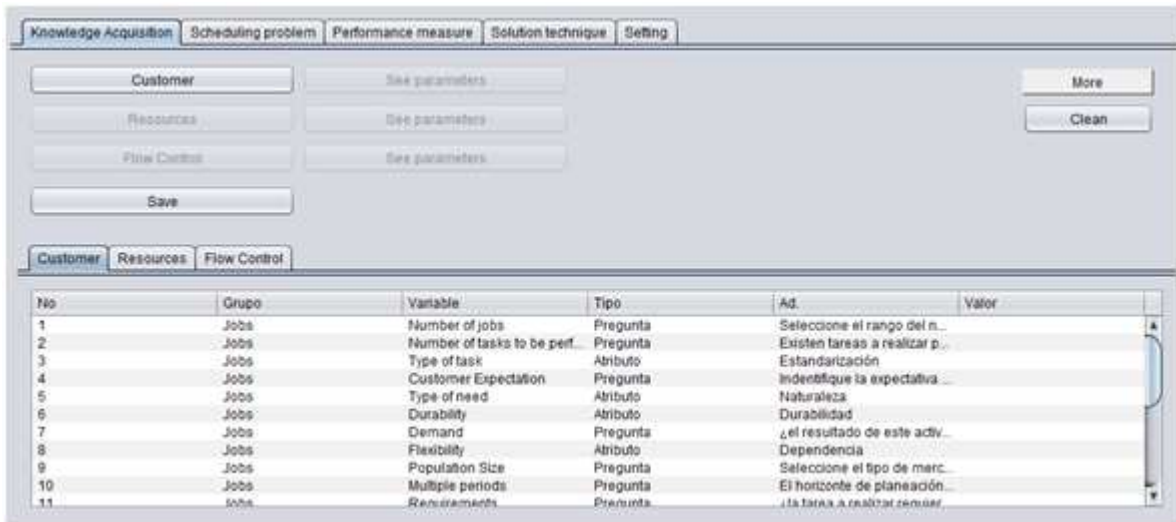 Knowledge Acquisition Scheduling problem Performance measure Solution technique Setting
Customer See parameters More
Resources See parameters Clean
Flow Control See parameters
Save
Customer Resources Flow Control
No Grupo Variable Tipo Ad. Valor
1 Jobs Number of jobs Pregunta Seleccione el rango del n...
2 Jobs Number of tasks to be perf... Pregunta Existen tareas a realizar p...
3 Jobs Type of task Atributo Estandarización
4 Jobs Customer Expectation Pregunta Indentifique la expectativa ...
5 Jobs Type of need Atributo Naturaleza
6 Jobs Durability Atributo Durabilidad
7 Jobs Demand Pregunta ¿el resultado de este activ...
8 Jobs Flexibility Atributo Dependencia
9 Jobs Population Size Pregunta Seleccione el tipo de merc...
10 Jobs Multiple periods Pregunta El horizonte de planeación...
11 Jobs Requirements Pregunta ¿la tarea a realizar requier...